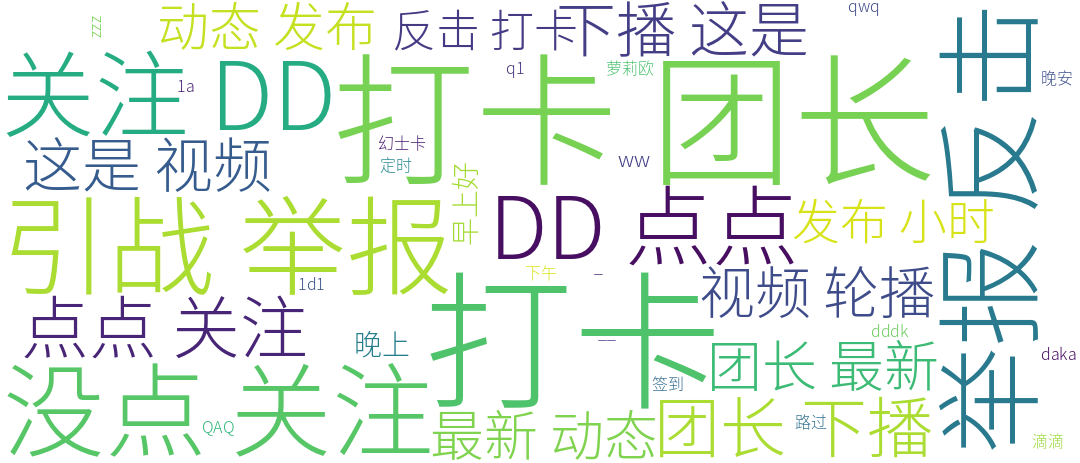 zzz
动态 发布
反击 打卡
下播 这是
qwq
关注 DD
1a
打卡 团长
q1
萝莉欧
晚安
举报 反击
这是 视频
幻士卡
定时
ww
早上好
引战 举报
DD 点点
发布 小时
1d1
下午
_
视频 轮播
点点 关注
晚上
打卡
__
dddk
团长 最新
daka
签到
没点 关注
QAQ
最新 动态
团长 下播
路过
滴滴